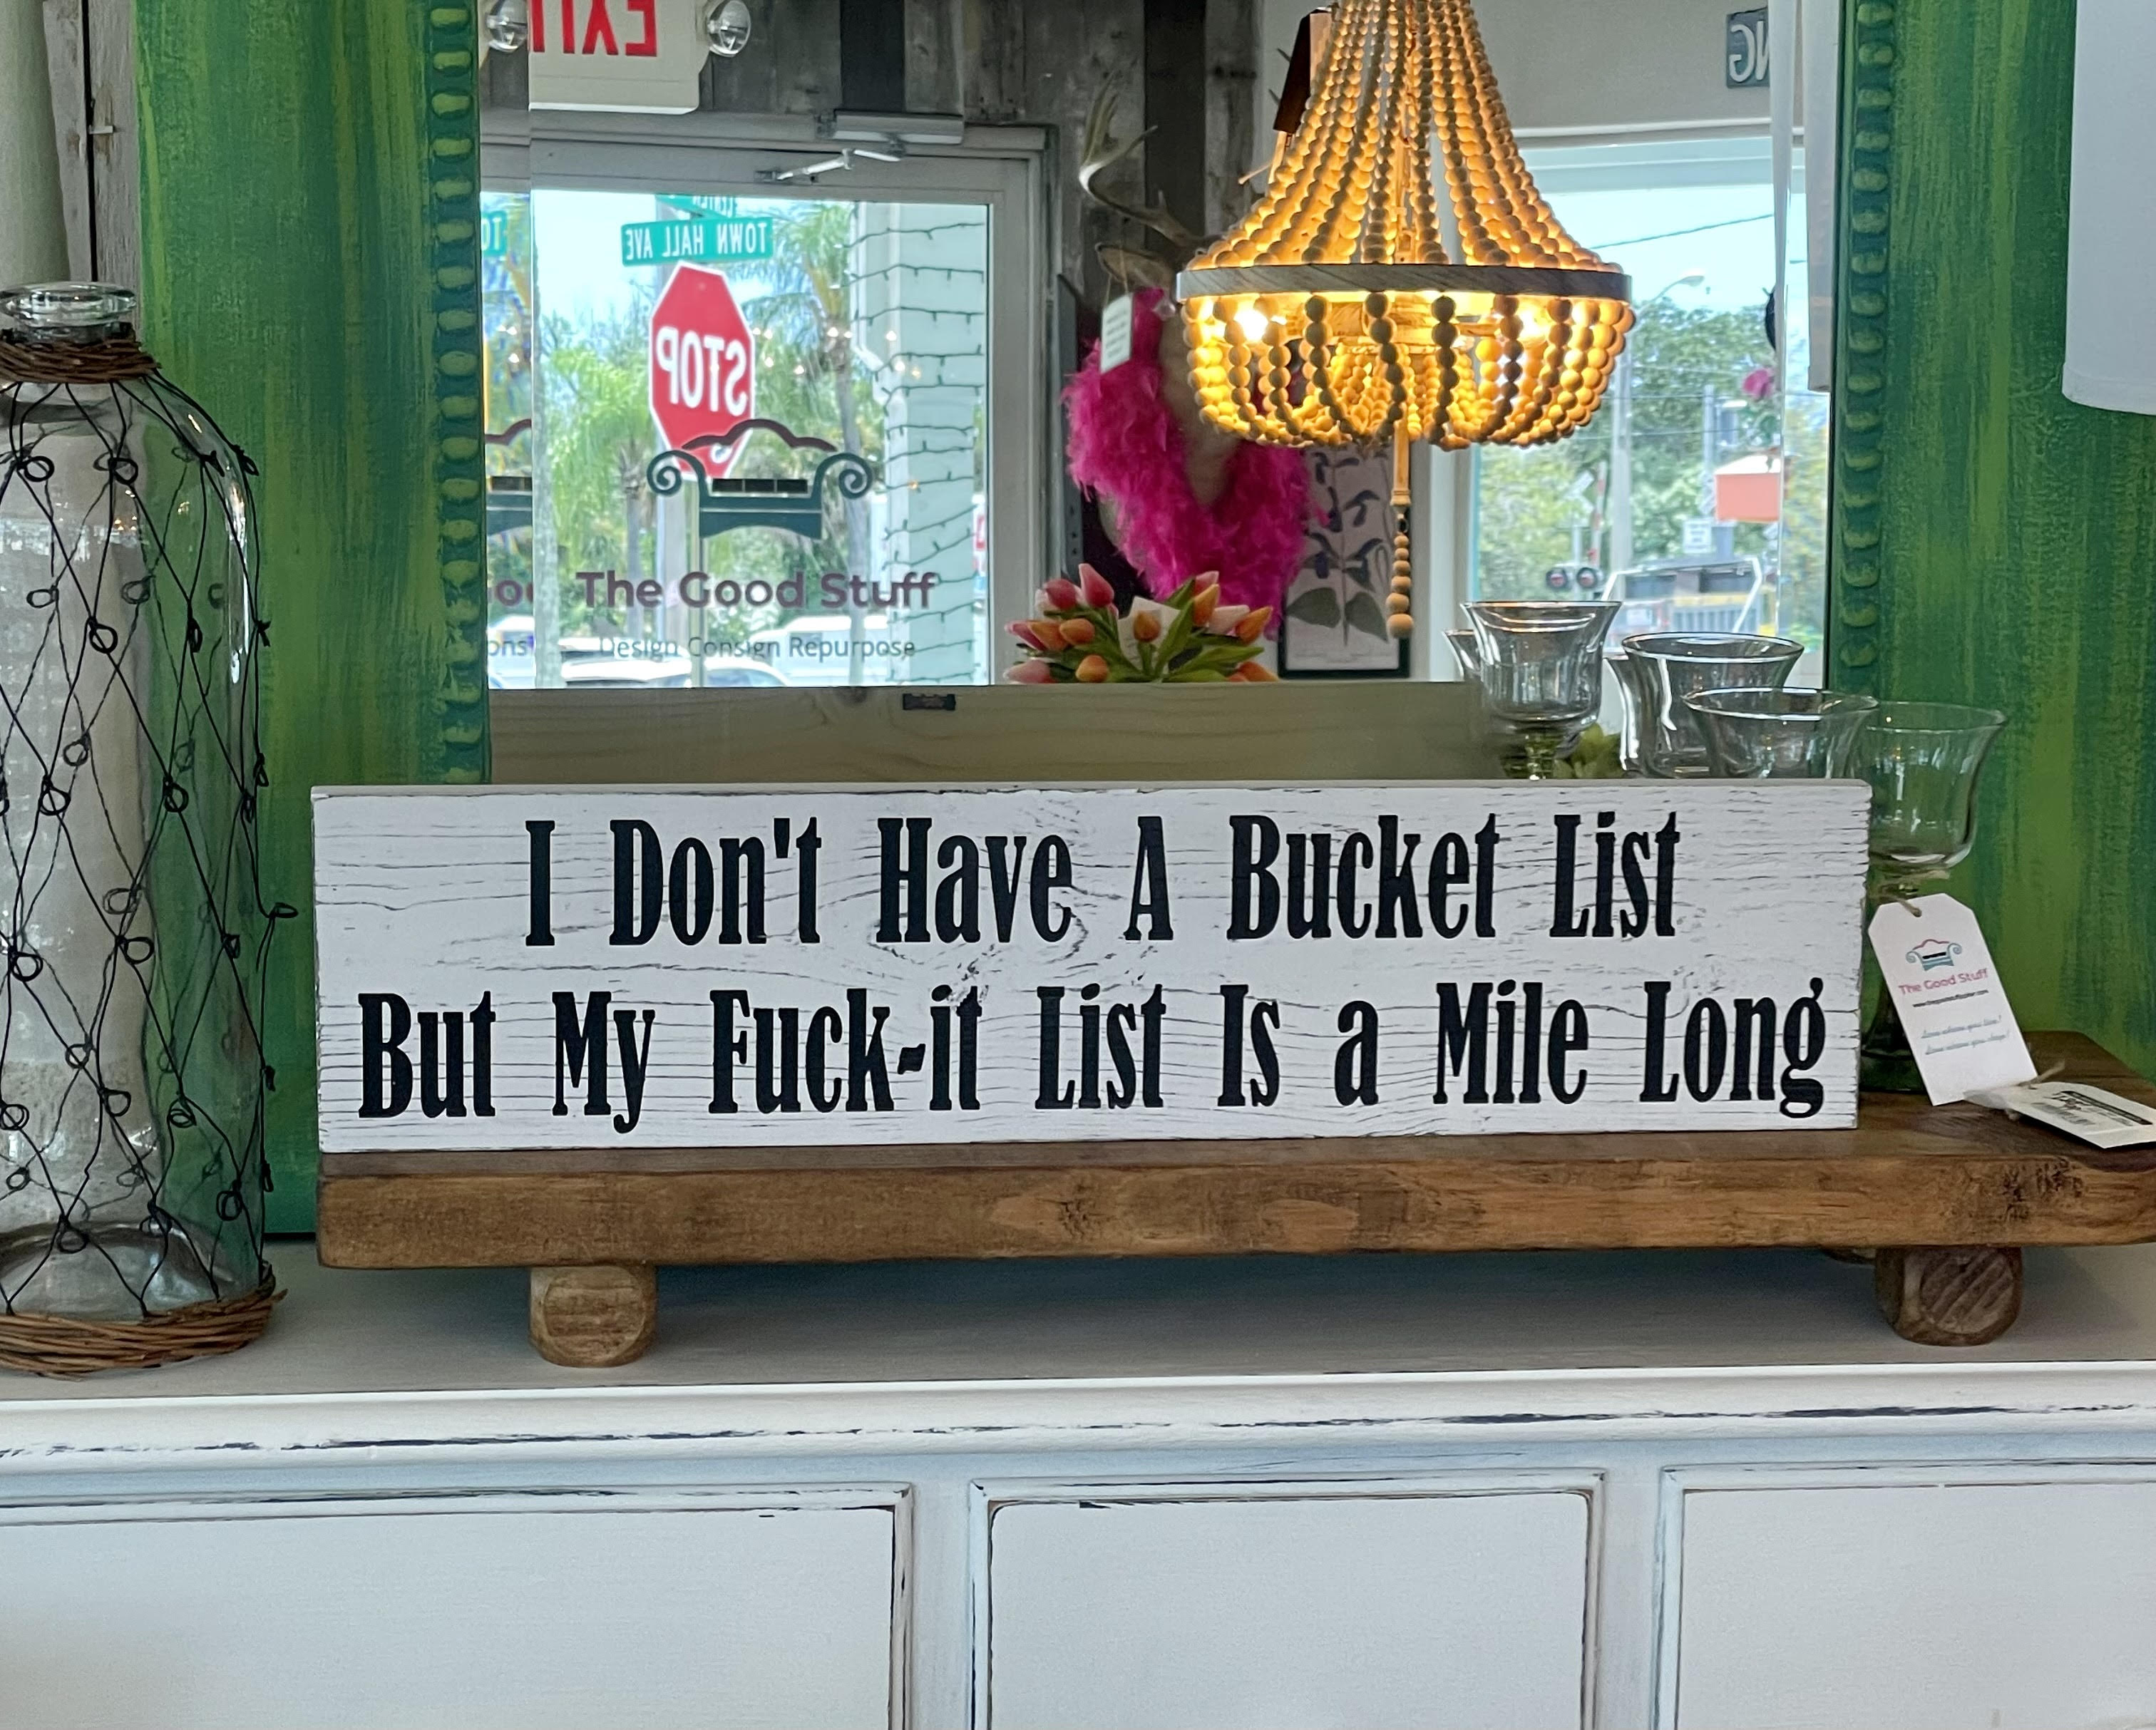 EXIT
NG
TOWN HALL AVE
STOP
The Good Stuff
Design Consign Repurpose
I Don't Have A Bucket List
But My Fuck-it List Is a Mile Long
The Good Stuff